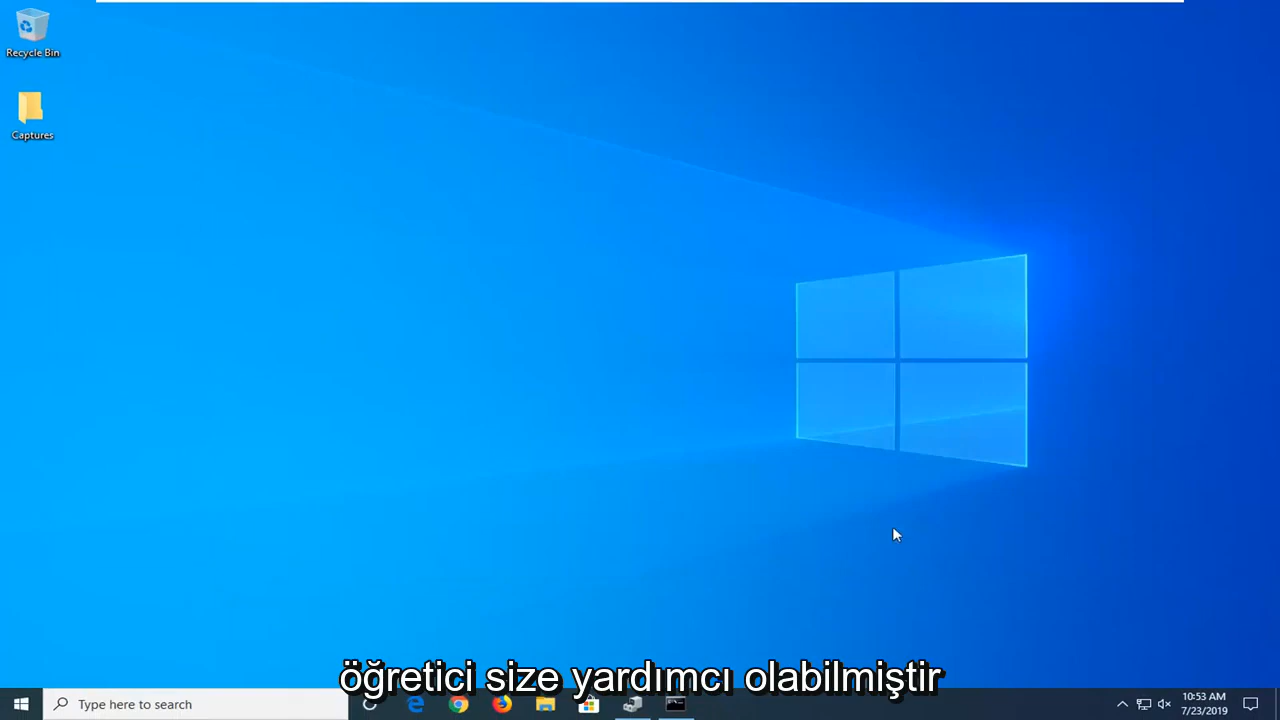 Recycle Bin
Captures
öğretici size yardımcı olabilmiştir
Type here to search
10:53 AM
7/23/2019